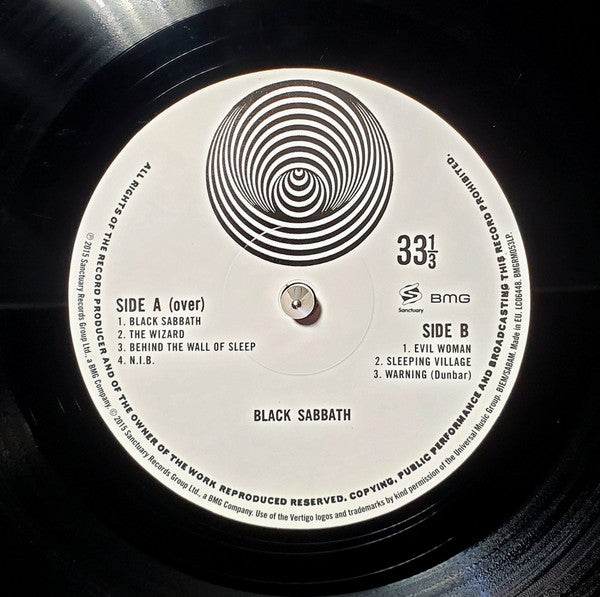 33⅓
Sanctuary
BMG
SIDE A (over)
1. BLACK SABBATH
2. THE WIZARD
3. BEHIND THE WALL OF SLEEP
4. N.I.B.
SIDE B
1. EVIL WOMAN
2. SLEEPING VILLAGE
3. WARNING (Dunbar)
BLACK SABBATH
ALL RIGHTS OF THE RECORD PRODUCER AND OF THE OWNER OF THE WORK REPRODUCED RESERVED. COPYING, PUBLIC PERFORMANCE AND BROADCASTING THIS RECORD PROHIBITED.
℗ 2015 Sanctuary Records Group Ltd., a BMG Company. © 2015 Sanctuary Records Group Ltd., a BMG Company. Use of the Vertigo logos and trademarks by kind permission of the Universal Music Group. BIEM/SABAM. Made in EU. LC06448. BMGRM053LP.